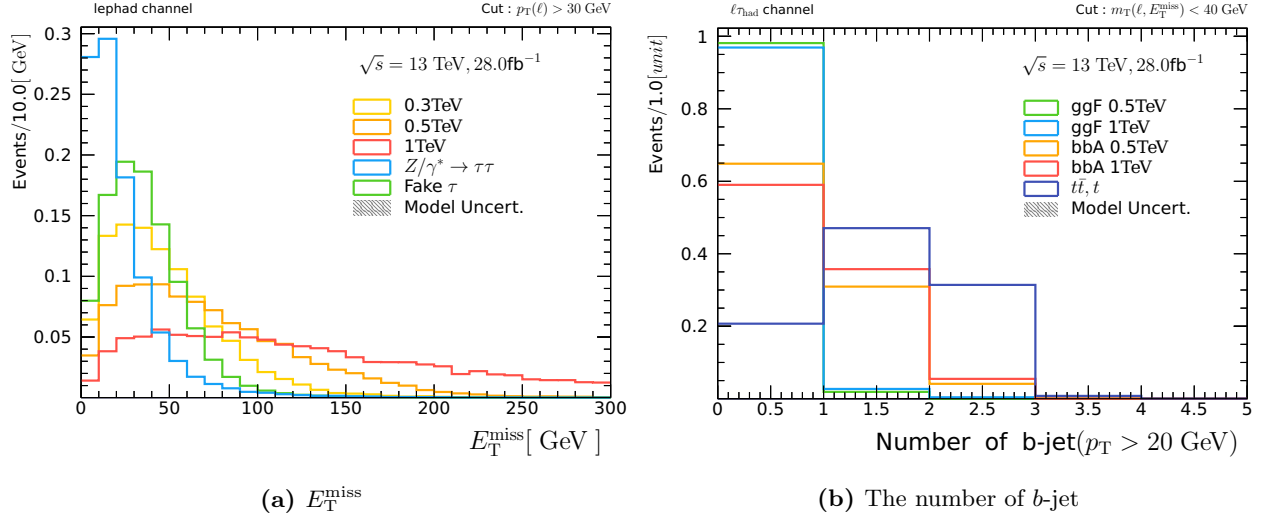 lephad channel
Cut : p_T(ℓ) > 30 GeV
Events/10.0[ GeV]
0.3
0.25
0.2
0.15
0.1
0.05
√s = 13 TeV, 28.0fb⁻¹
0.3TeV
0.5TeV
1TeV
Z/γ* → ττ
Fake τ
Model Uncert.
0 50 100 150 200 250 300
E_T^miss[ GeV ]
(a) E_T^miss
ℓτ_had channel
Cut : m_T(ℓ, E_T^miss) < 40 GeV
Events/1.0[unit]
1
0.8
0.6
0.4
0.2
√s = 13 TeV, 28.0fb⁻¹
ggF 0.5TeV
ggF 1TeV
bbA 0.5TeV
bbA 1TeV
tt̄, t
Model Uncert.
0 0.5 1 1.5 2 2.5 3 3.5 4 4.5 5
Number of b-jet(p_T > 20 GeV)
(b) The number of b-jet